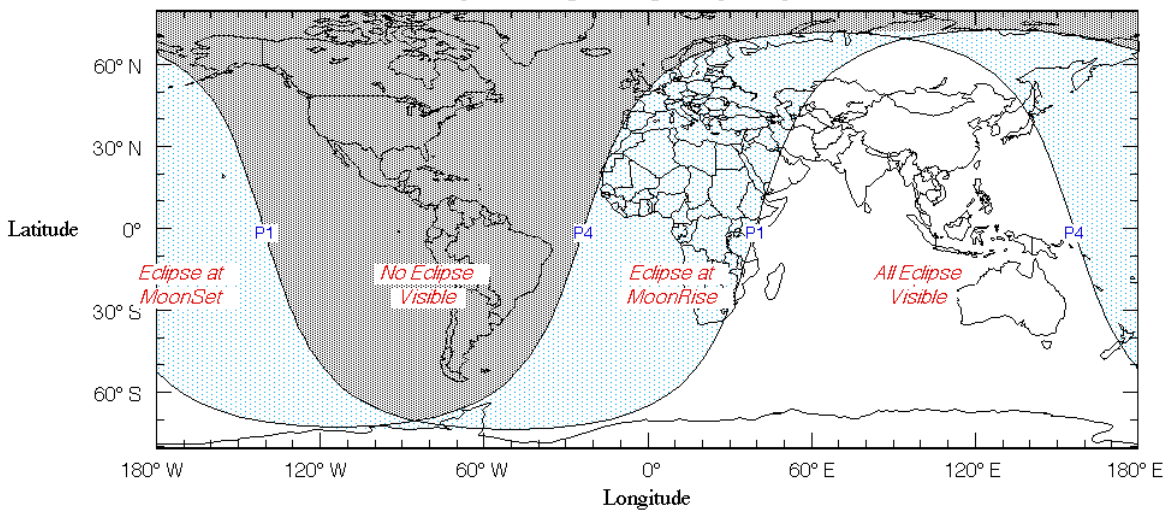 60° N
30° N
Latitude
0°
P1
P4
P1
P4
Eclipse at
MoonSet
No Eclipse
Visible
Eclipse at
MoonRise
All Eclipse
Visible
30° S
60° S
180° W
120° W
60° W
0°
60° E
120° E
180° E
Longitude